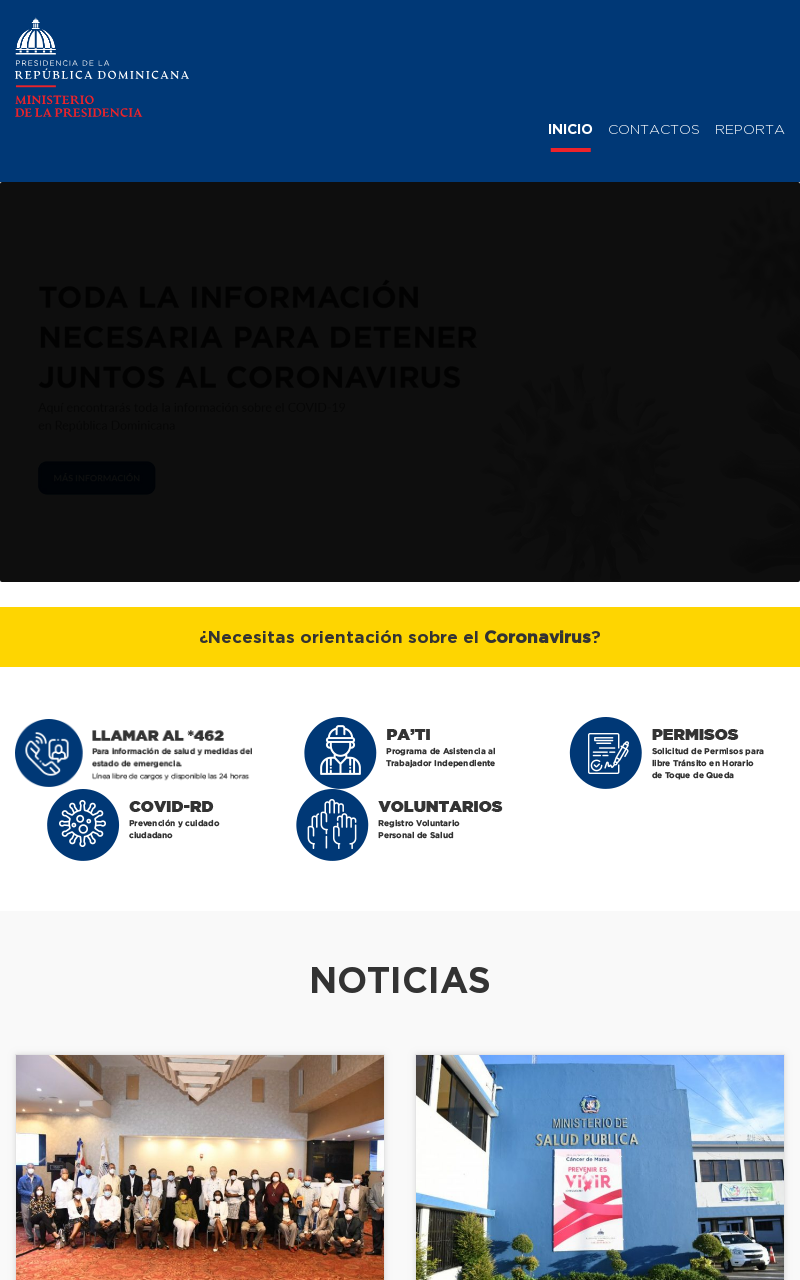 PRESIDENCIA DE LA
REPÚBLICA DOMINICANA
MINISTERIO
DE LA PRESIDENCIA
INICIO CONTACTOS REPORTA
TODA LA INFORMACIÓN
NECESARIA PARA DETENER
JUNTOS AL CORONAVIRUS
Aquí encontrarás toda la información sobre el COVID-19
en República Dominicana
MÁS INFORMACIÓN
¿Necesitas orientación sobre el Coronavirus?
LLAMAR AL *462
Para información de salud y medidas del
estado de emergencia.
Línea libre de cargos y disponible las 24 horas
PA'TI
Programa de Asistencia al
Trabajador Independiente
PERMISOS
Solicitud de Permisos para
libre Tránsito en Horario
de Toque de Queda
COVID-RD
Prevención y cuidado
ciudadano
VOLUNTARIOS
Registro Voluntario
Personal de Salud
NOTICIAS
MINISTERIO DE
SALUD PUBLICA
Cáncer de Mama
PREVENIR ES
VIVIR